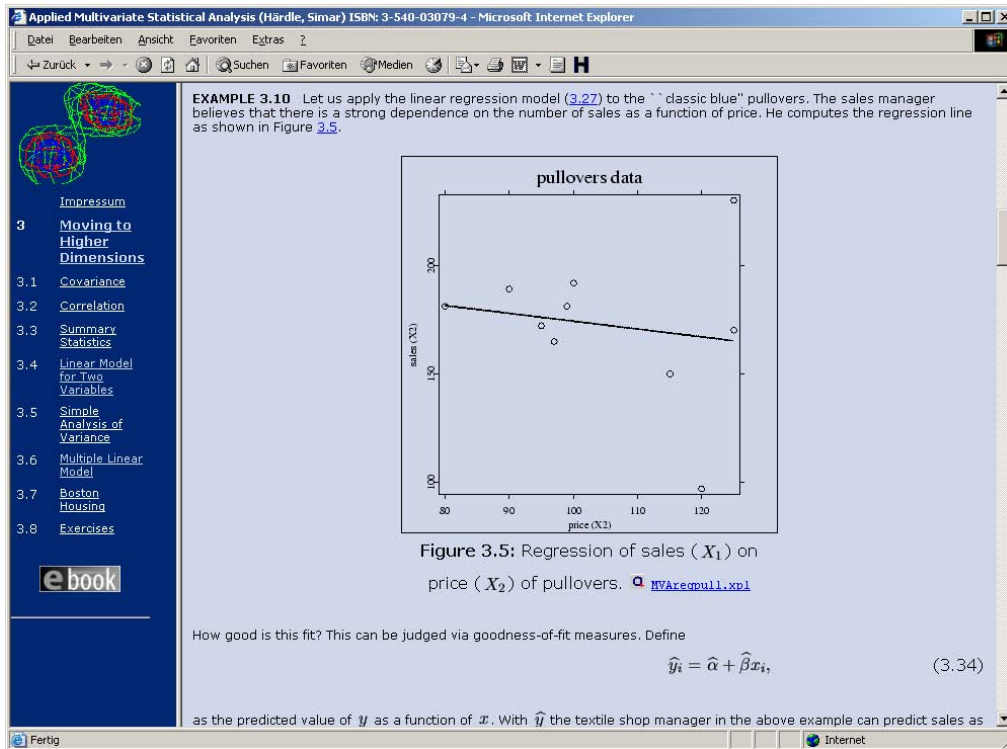 Applied Multivariate Statistical Analysis (Härdle, Simar) ISBN: 3-540-03079-4 - Microsoft Internet Explorer
Datei Bearbeiten Ansicht Favoriten Extras ?
Zurück Suchen Favoriten Medien H
Impressum
3 Moving to
Higher
Dimensions
3.1 Covariance
3.2 Correlation
3.3 Summary
Statistics
3.4 Linear Model
for Two
Variables
3.5 Simple
Analysis of
Variance
3.6 Multiple Linear
Model
3.7 Boston
Housing
3.8 Exercises
e book
EXAMPLE 3.10 Let us apply the linear regression model (3.27) to the ``classic blue'' pullovers. The sales manager
believes that there is a strong dependence on the number of sales as a function of price. He computes the regression line
as shown in Figure 3.5.
pullovers data
sales (X2)
200
150
100
80 90 100 110 120
price (X2)
Figure 3.5: Regression of sales (X₁) on
price (X₂) of pullovers. MVAregpull.xpl
How good is this fit? This can be judged via goodness-of-fit measures. Define
ŷᵢ = α̂ + β̂xᵢ, (3.34)
as the predicted value of y as a function of x. With ŷ the textile shop manager in the above example can predict sales as
Fertig Internet